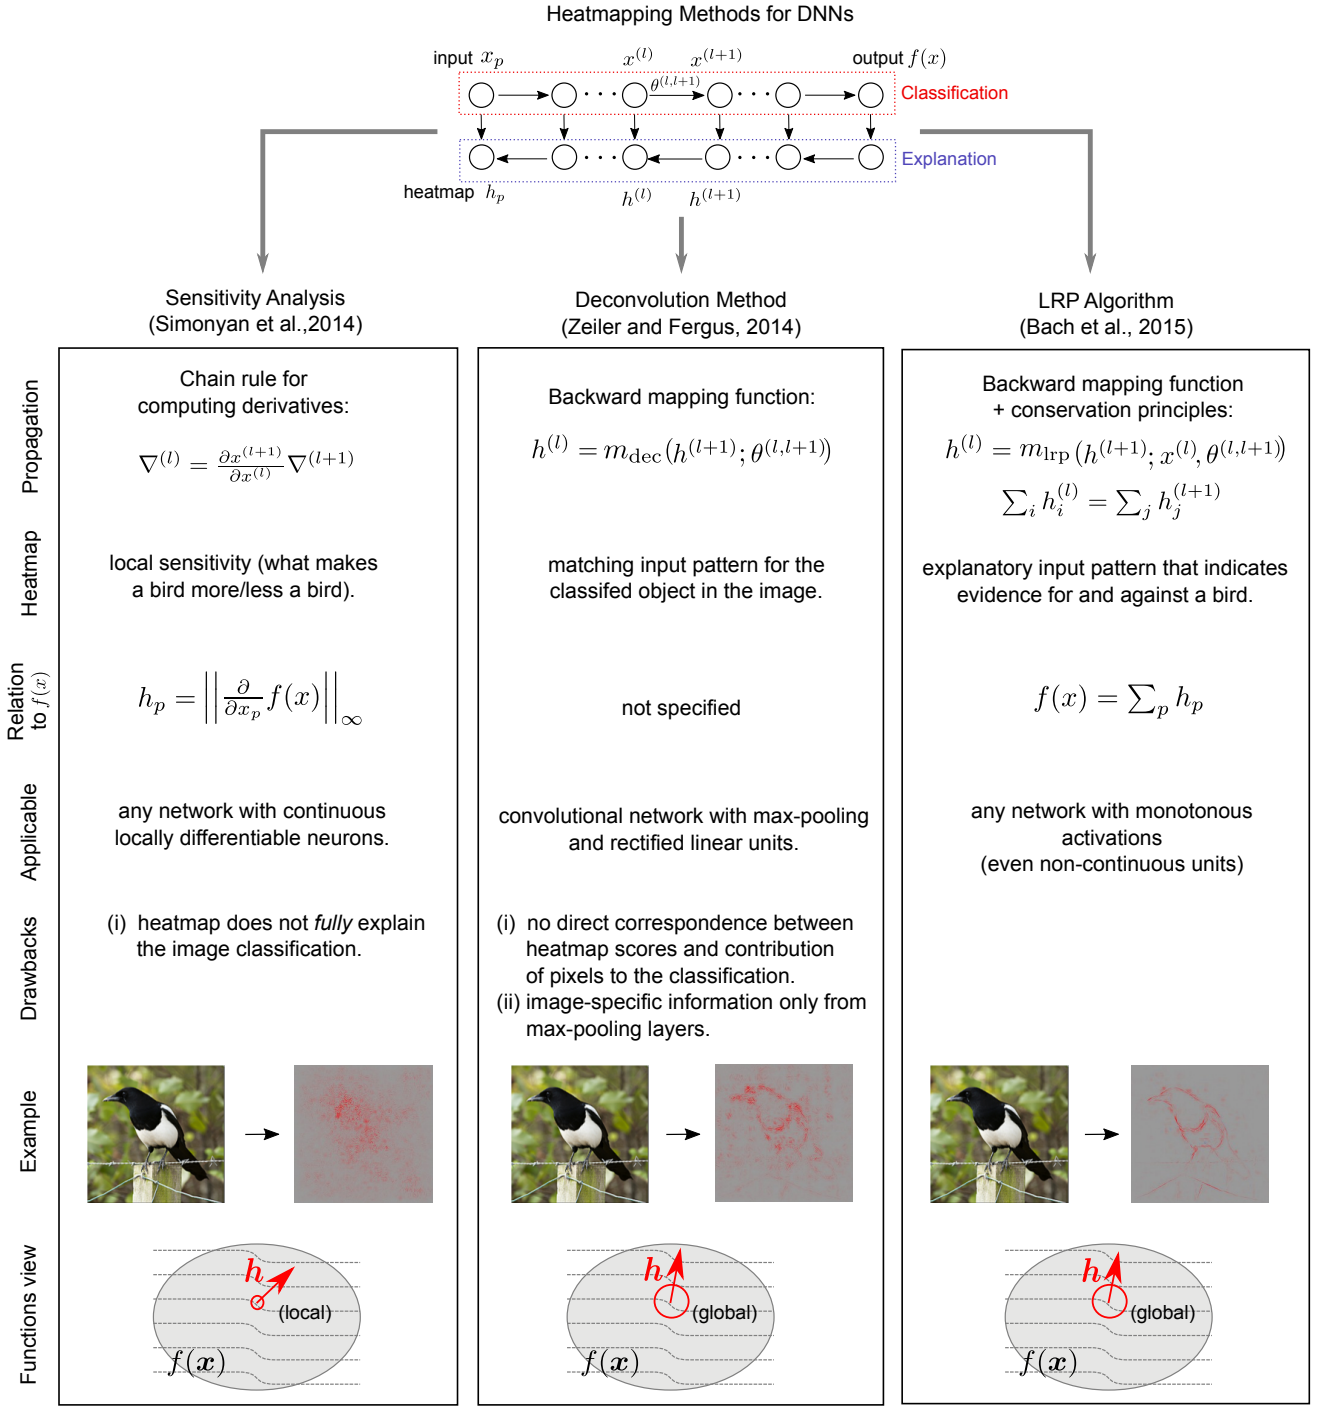 Heatmapping Methods for DNNs
input x_p x^{(l)} x^{(l+1)} output f(x)
θ^{(l,l+1)}
Classification
Explanation
heatmap h_p h^{(l)} h^{(l+1)}
Sensitivity Analysis
(Simonyan et al.,2014)
Deconvolution Method
(Zeiler and Fergus, 2014)
LRP Algorithm
(Bach et al., 2015)
Propagation
Chain rule for
computing derivatives:
∇^{(l)} = \frac{∂x^{(l+1)}}{∂x^{(l)}} ∇^{(l+1)}
Backward mapping function:
h^{(l)} = m_{dec}(h^{(l+1)}; θ^{(l,l+1)})
Backward mapping function
+ conservation principles:
h^{(l)} = m_{lrp}(h^{(l+1)}; x^{(l)}, θ^{(l,l+1)})
∑_i h_i^{(l)} = ∑_j h_j^{(l+1)}
Heatmap
local sensitivity (what makes
a bird more/less a bird).
matching input pattern for the
classifed object in the image.
explanatory input pattern that indicates
evidence for and against a bird.
Relation
to f(x)
h_p = ||\frac{∂}{∂x_p} f(x)||_∞
not specified
f(x) = ∑_p h_p
Applicable
any network with continuous
locally differentiable neurons.
convolutional network with max-pooling
and rectified linear units.
any network with monotonous
activations
(even non-continuous units)
Drawbacks
(i) heatmap does not fully explain
the image classification.
(i) no direct correspondence between
heatmap scores and contribution
of pixels to the classification.
(ii) image-specific information only from
max-pooling layers.
Example
Functions view
h
(local)
f(x)
h
(global)
f(x)
h
(global)
f(x)